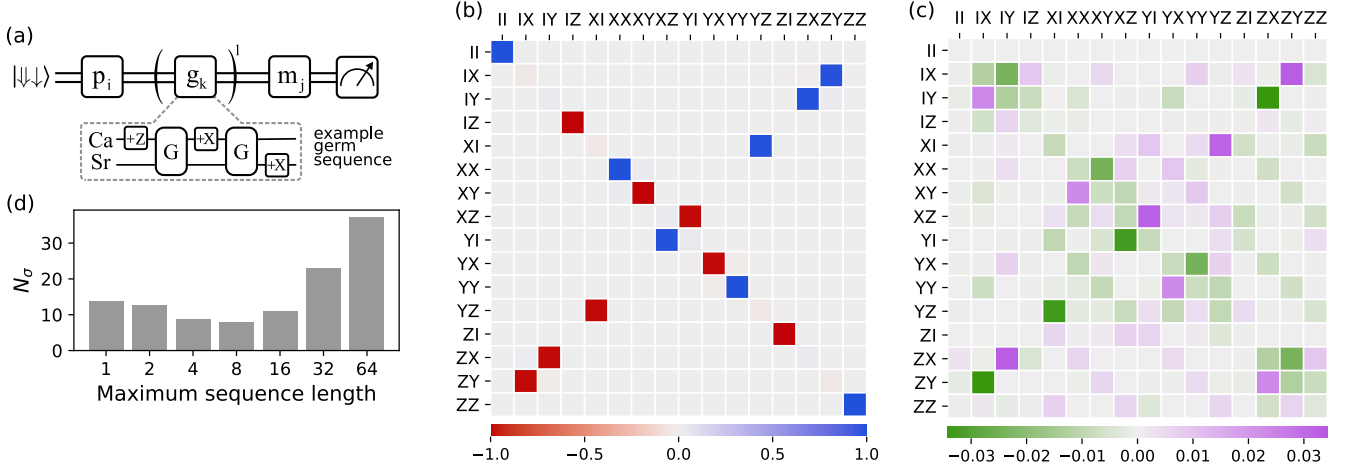 (a)
|⇓↓⟩ p_i ( g_k )^l m_j
Ca +Z G +X G
Sr +X
example
germ
sequence
(d)
N_σ
30
20
10
0
1 2 4 8 16 32 64
Maximum sequence length
(b)
II IX IY IZ XI XX XY XZ YI YX YY YZ ZI ZX ZY ZZ
II
IX
IY
IZ
XI
XX
XY
XZ
YI
YX
YY
YZ
ZI
ZX
ZY
ZZ
−1.0 −0.5 0.0 0.5 1.0
(c)
II IX IY IZ XI XX XY XZ YI YX YY YZ ZI ZX ZY ZZ
II
IX
IY
IZ
XI
XX
XY
XZ
YI
YX
YY
YZ
ZI
ZX
ZY
ZZ
−0.03 −0.02 −0.01 0.00 0.01 0.02 0.03